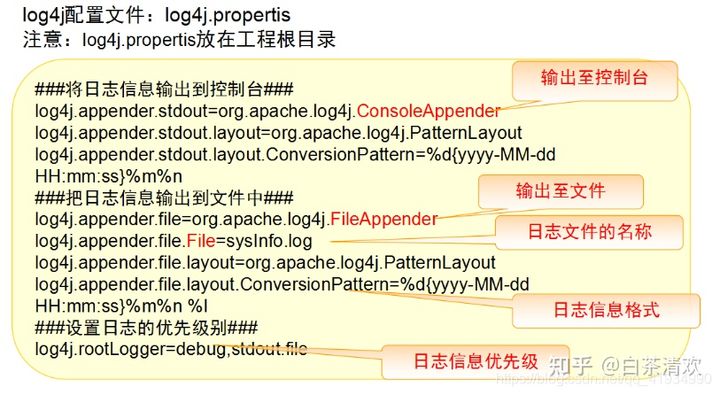 log4j配置文件：log4j.propertis
注意：log4j.propertis放在工程根目录
###将日志信息输出到控制台###
输出至控制台
log4j.appender.stdout=org.apache.log4j.ConsoleAppender
log4j.appender.stdout.layout=org.apache.log4j.PatternLayout
log4j.appender.stdout.layout.ConversionPattern=%d{yyyy-MM-dd
HH:mm:ss}%m%n
###把日志信息输出到文件中###
输出至文件
log4j.appender.file=org.apache.log4j.FileAppender
log4j.appender.file.File=sysInfo.log
日志文件的名称
log4j.appender.file.layout=org.apache.log4j.PatternLayout
log4j.appender.file.layout.ConversionPattern=%d{yyyy-MM-dd
HH:mm:ss}%m%n %l
日志信息格式
###设置日志的优先级别###
log4j.rootLogger=debug,stdout.file
日志信息优先级
知乎 @白茶清欢